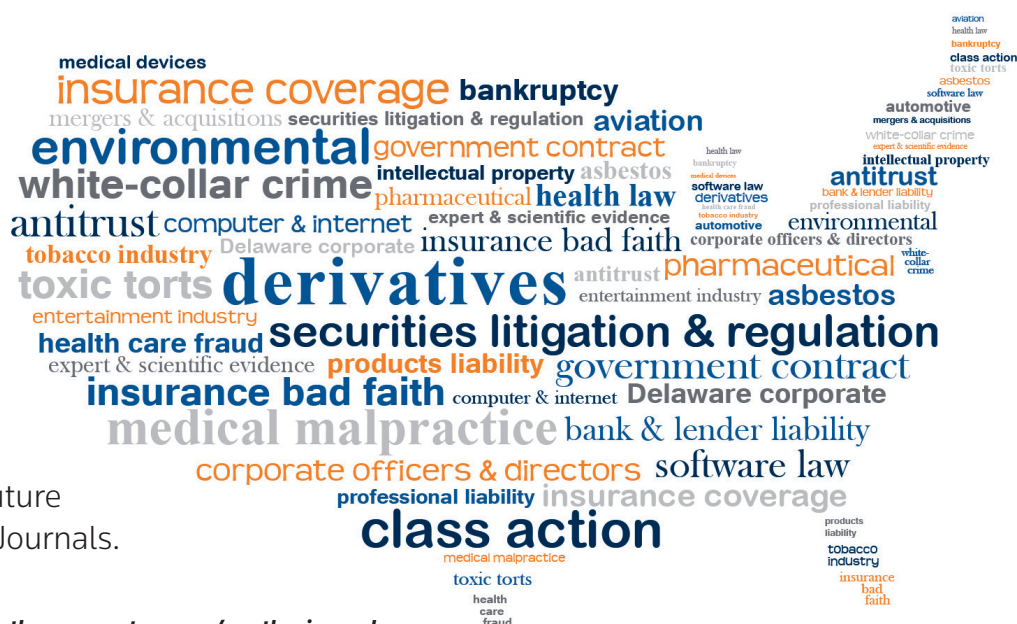 aviation
health law
bankruptcy
class action
toxic torts
asbestos
software law
automotive
mergers & acquisitions
white-collar crime
expert & scientific evidence
intellectual property
antitrust
bank & lender liability
professional liability
environmental
medical devices
insurance coverage bankruptcy
mergers & acquisitions securities litigation & regulation aviation
environmental government contract
white-collar crime intellectual property asbestos
pharmaceutical health law
health law
bankruptcy
medical devices
software law
derivatives
health care fraud
tobacco industry
automotive
antitrust computer & internet expert & scientific evidence
tobacco industry Delaware corporate insurance bad faith corporate officers & directors
white-
collar
crime
toxic torts derivatives antitrust pharmaceutical
entertainment industry asbestos
entertainment industry
health care fraud securities litigation & regulation
expert & scientific evidence products liability government contract
insurance bad faith computer & internet Delaware corporate
medical malpractice bank & lender liability
corporate officers & directors software law
professional liability insurance coverage
class action
medical malpractice
toxic torts
health
care
fraud
products
liability
tobacco
industry
insurance
bad
faith
Journals.